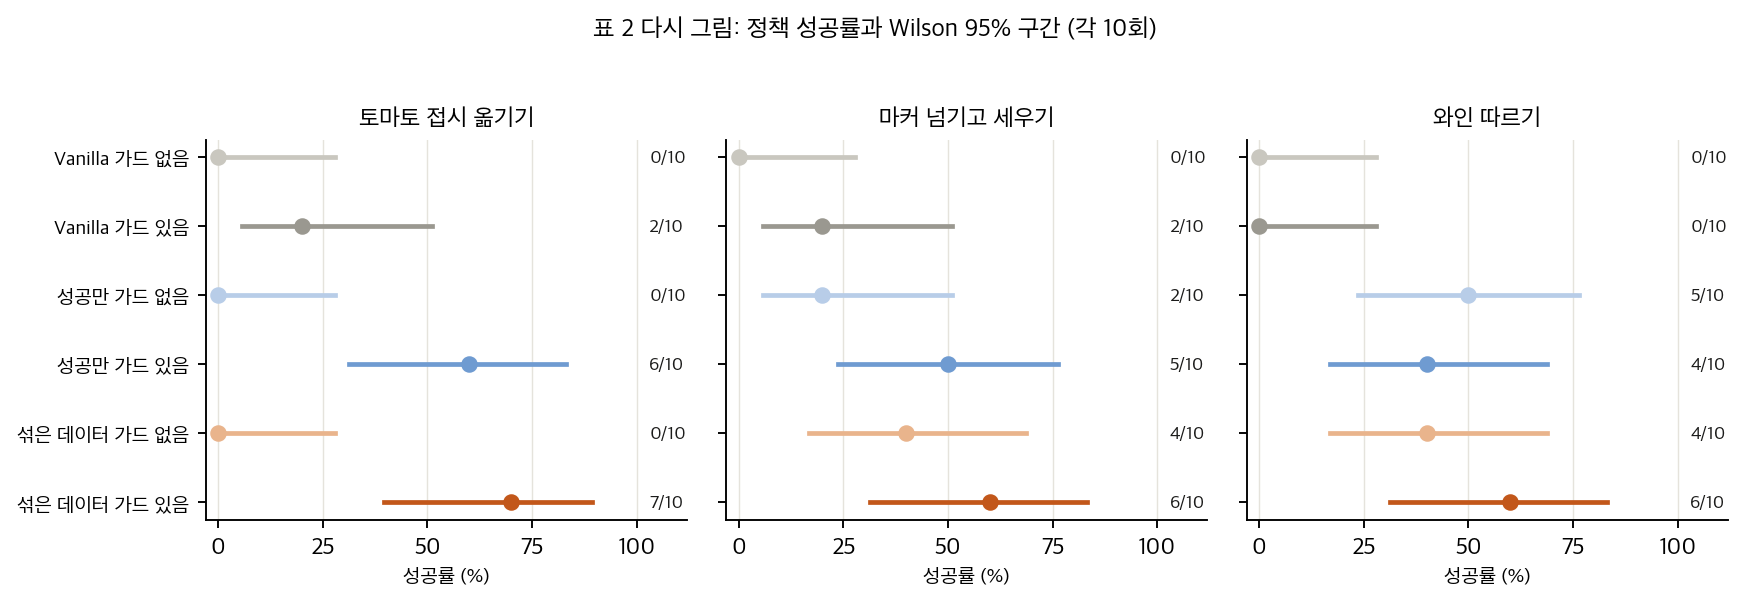 표 2 다시 그림: 정책 성공률과 Wilson 95% 구간 (각 10회)
토마토 접시 옮기기
마커 넘기고 세우기
와인 따르기
Vanilla 가드 없음 0/10 0/10 0/10
Vanilla 가드 있음 2/10 2/10 0/10
성공만 가드 없음 0/10 2/10 5/10
성공만 가드 있음 6/10 5/10 4/10
섞은 데이터 가드 없음 0/10 4/10 4/10
섞은 데이터 가드 있음 7/10 6/10 6/10
0 25 50 75 100
0 25 50 75 100
0 25 50 75 100
성공률 (%)
성공률 (%)
성공률 (%)